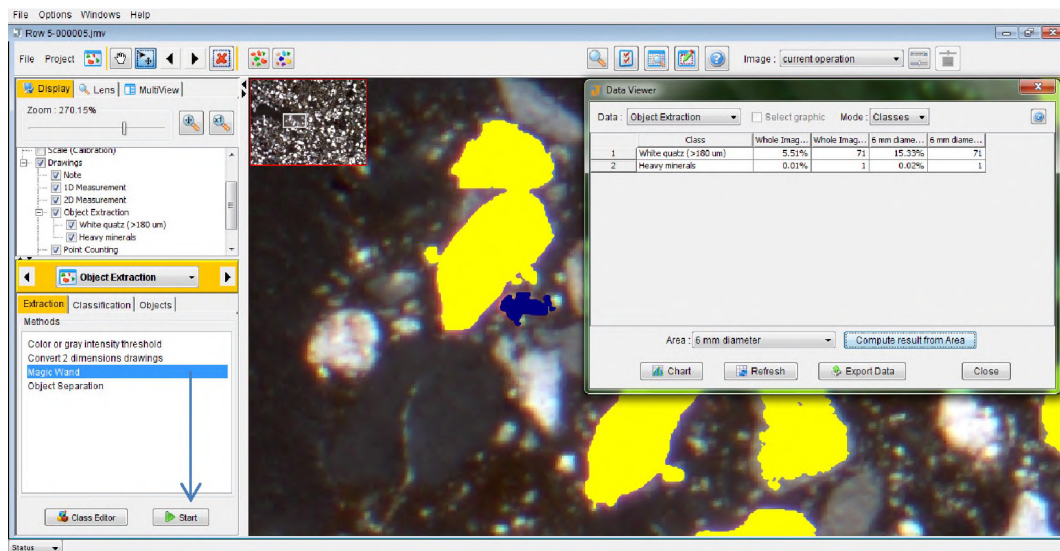 File Options Windows Help
Row 5-000005.jmv
File Project
Image : current operation
Display Lens MultiView
Zoom : 270.15%
Scale (Calibration)
Drawings
Note
1D Measurement
2D Measurement
Object Extraction
White quatz (>180 um)
Heavy minerals
Point Counting
Object Extraction
Extraction Classification Objects
Methods
Color or gray intensity threshold
Convert 2 dimensions drawings
Magic Wand
Object Separation
Class Editor Start
Status
Data Viewer
Data : Object Extraction Select graphic Mode : Classes
Class Whole Imag... Whole Imag... 6 mm diame... 6 mm diame...
1 White quatz (>180 um) 5.51% 71 15.33% 71
2 Heavy minerals 0.01% 1 0.02% 1
Area : 6 mm diameter Compute result from Area
Chart Refresh Export Data Close